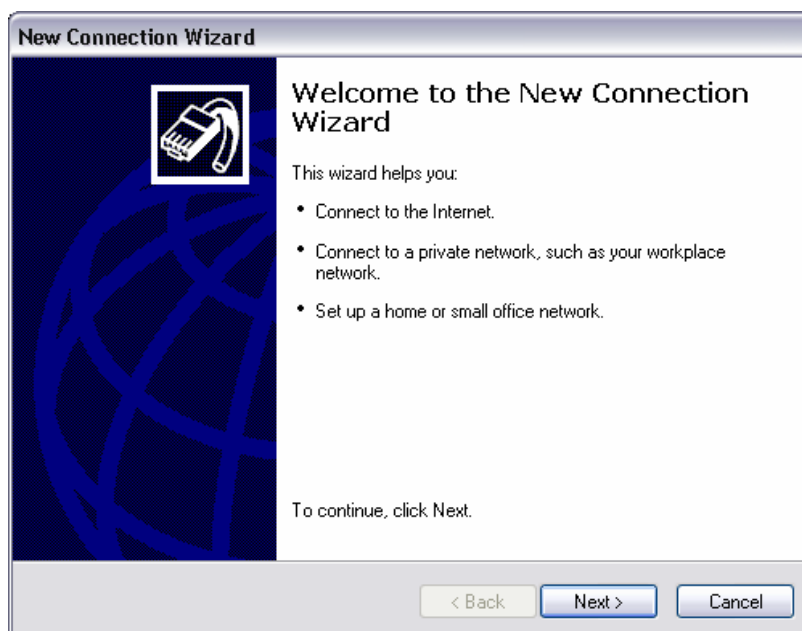 New Connection Wizard
Welcome to the New Connection
Wizard
This wizard helps you:
• Connect to the Internet.
• Connect to a private network, such as your workplace
network.
• Set up a home or small office network.
To continue, click Next.
< Back Next > Cancel